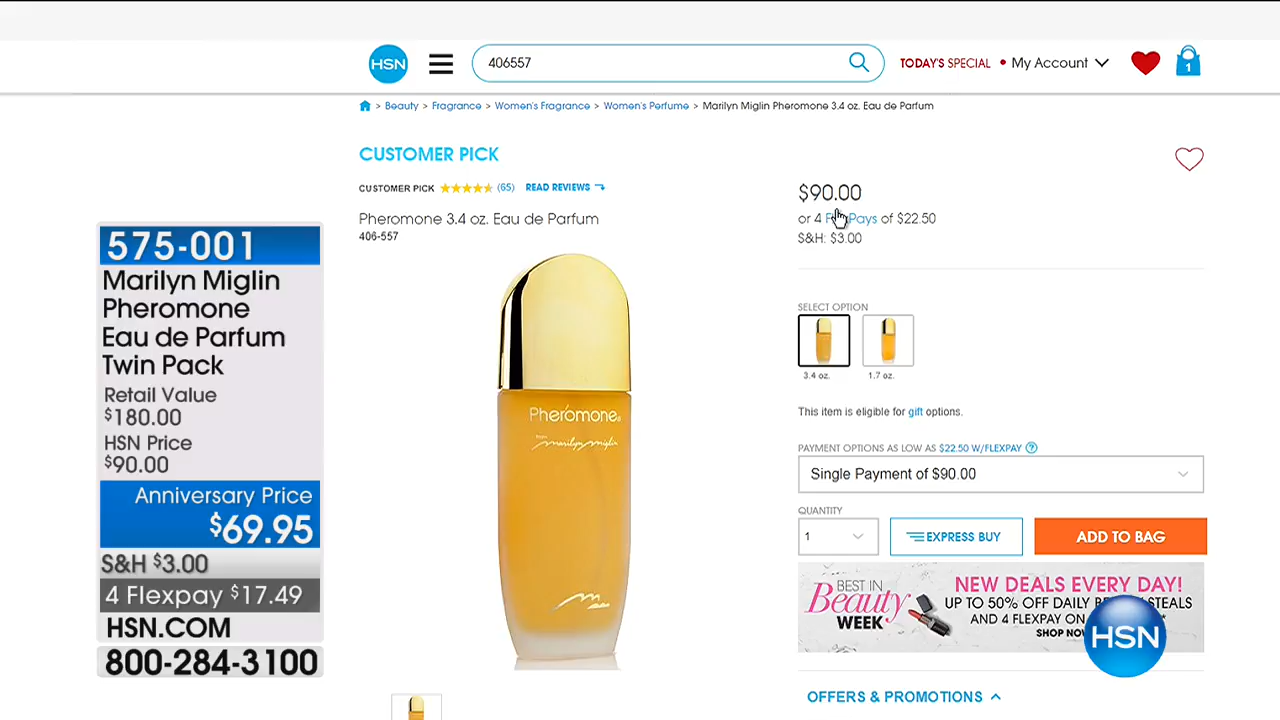 HSN
406557
TODAY'S SPECIAL • My Account
1
> Beauty > Fragrance > Women's Fragrance > Women's Perfume > Marilyn Miglin Pheromone 3.4 oz. Eau de Parfum
CUSTOMER PICK
CUSTOMER PICK (65) READ REVIEWS
Pheromone 3.4 oz. Eau de Parfum
406-557
$90.00
or 4 Pays of $22.50
S&H: $3.00
575-001
Marilyn Miglin
Pheromone
Eau de Parfum
Twin Pack
Retail Value
$180.00
HSN Price
$90.00
Anniversary Price
$69.95
S&H $3.00
4 Flexpay $17.49
HSN.COM
800-284-3100
Pheromone
marilyn miglin
SELECT OPTION
3.4 oz. 1.7 oz.
This item is eligible for gift options.
PAYMENT OPTIONS AS LOW AS $22.50 W/FLEXPAY ?
Single Payment of $90.00
QUANTITY
1
EXPRESS BUY
ADD TO BAG
BEST IN
Beauty
WEEK
NEW DEALS EVERY DAY!
UP TO 50% OFF DAILY STEALS
AND 4 FLEXPAY ON
SHOP NOW
HSN
OFFERS & PROMOTIONS